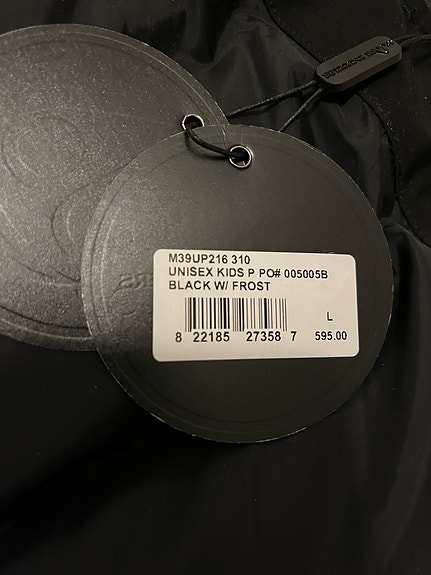 M39UP216 310
UNISEX KIDS P PO# 005005B
BLACK W/ FROST
L
8 22185 27358 7 595.00